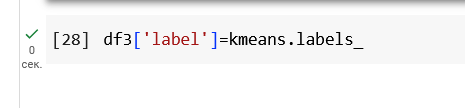 [28] df3['label']=kmeans.labels_
0
сек.